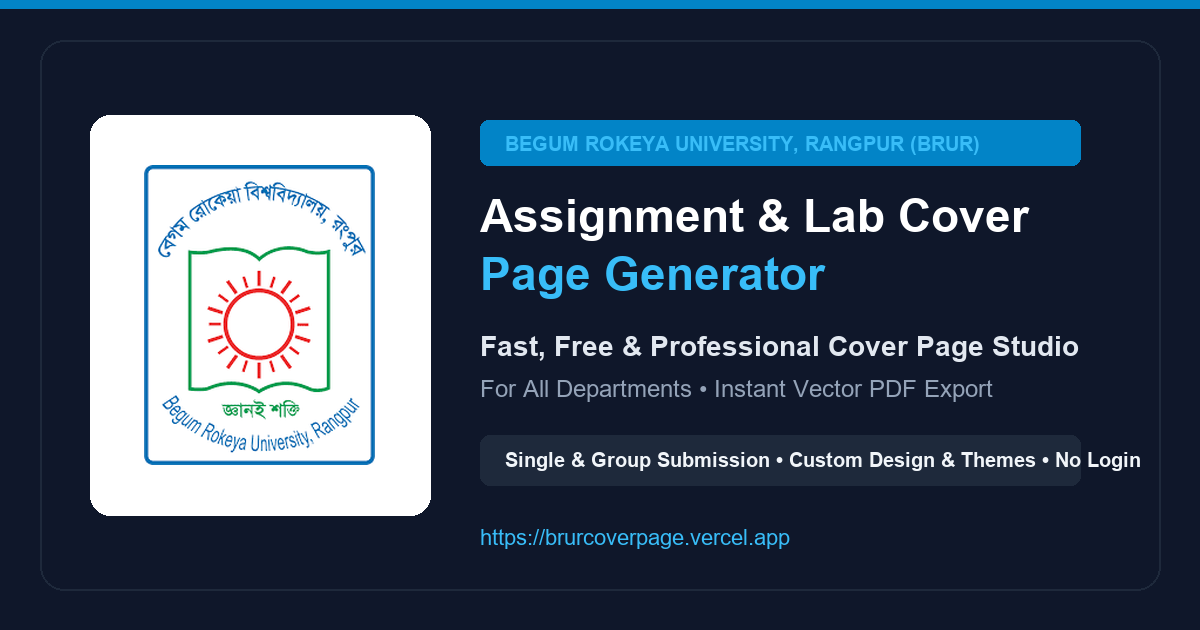 বেগম রোকেয়া বিশ্ববিদ্যালয়, রংপুর
জ্ঞানই শক্তি
Begum Rokeya University, Rangpur
BEGUM ROKEYA UNIVERSITY, RANGPUR (BRUR)
Assignment & Lab Cover
Page Generator
Fast, Free & Professional Cover Page Studio
For All Departments • Instant Vector PDF Export
Single & Group Submission • Custom Design & Themes • No Login
https://brurcoverpage.vercel.app